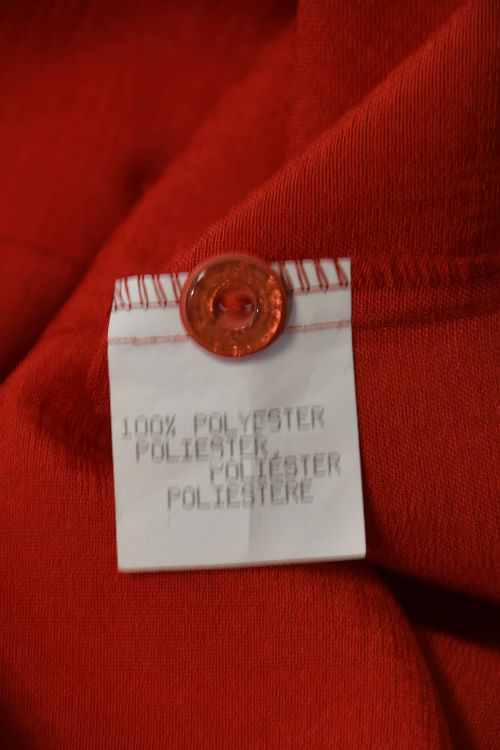 100% POLYESTER
POLIESTER,
POLIÉSTER
POLIESTERE